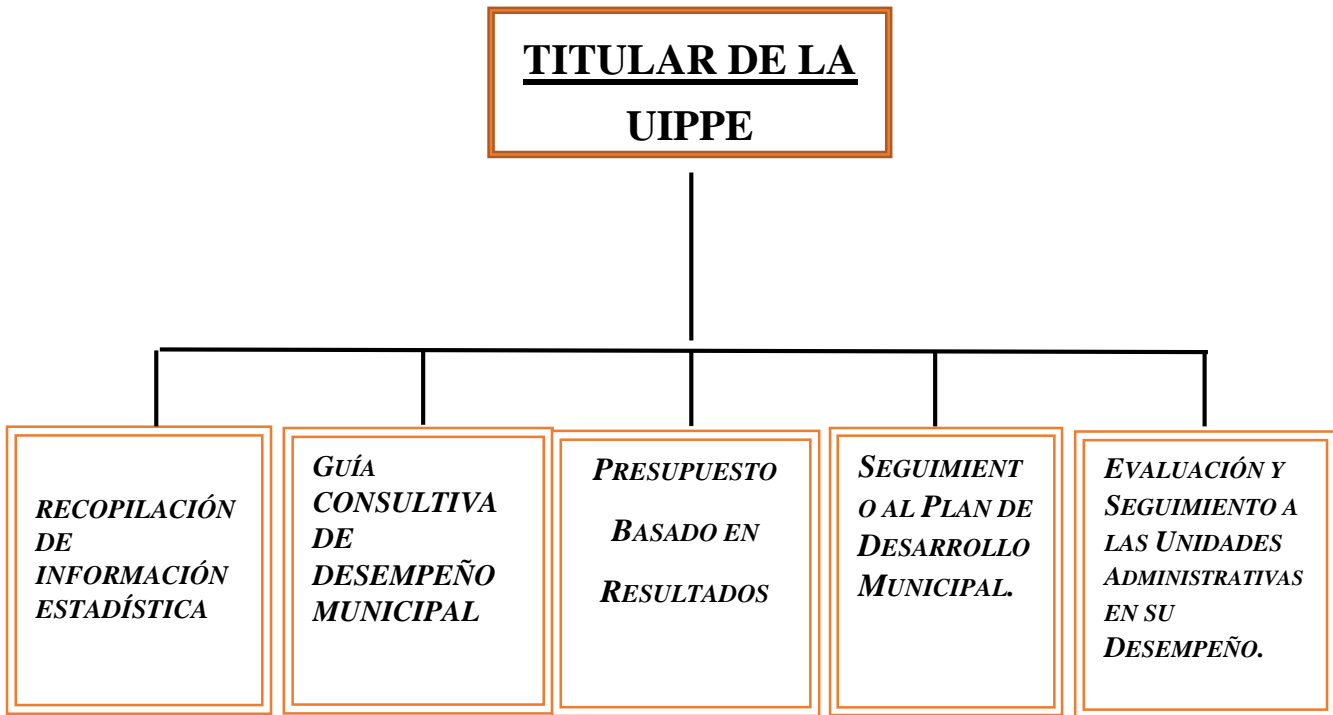 TITULAR DE LA
UIPPE
RECOPILACIÓN
DE
INFORMACIÓN
ESTADÍSTICA
GUÍA
CONSULTIVA
DE
DESEMPEÑO
MUNICIPAL
PRESUPUESTO
BASADO EN
RESULTADOS
SEGUIMIENT
O AL PLAN DE
DESARROLLO
MUNICIPAL.
EVALUACIÓN Y
SEGUIMIENTO A
LAS UNIDADES
ADMINISTRATIVAS
EN SU
DESEMPEÑO.